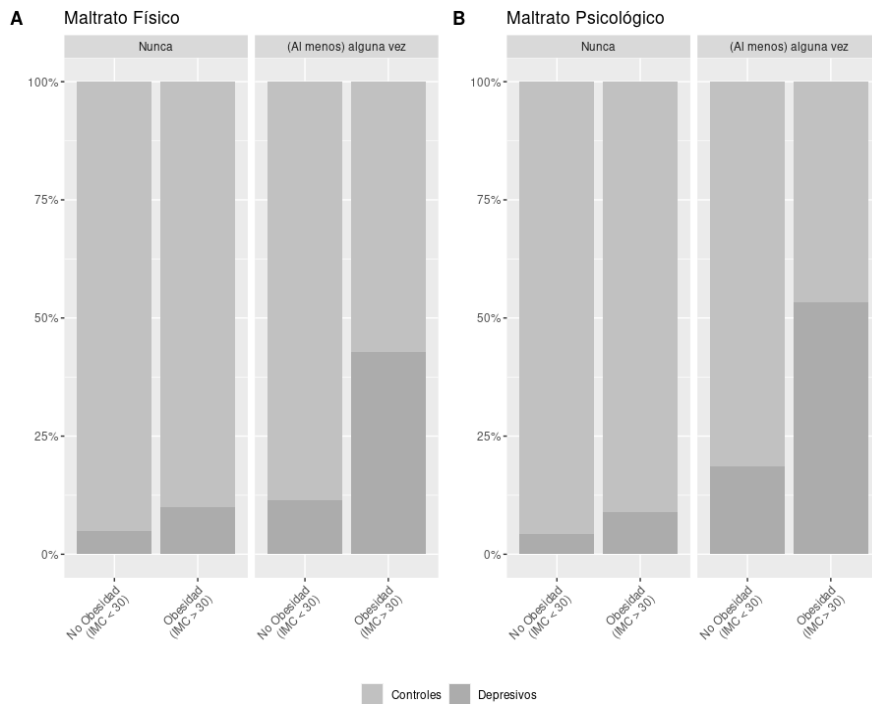 A
Maltrato Físico
Nunca
(Al menos) alguna vez
100%
75%
50%
25%
0%
No Obesidad
(IMC < 30)
Obesidad
(IMC > 30)
No Obesidad
(IMC < 30)
Obesidad
(IMC > 30)
B
Maltrato Psicológico
Nunca
(Al menos) alguna vez
100%
75%
50%
25%
0%
No Obesidad
(IMC < 30)
Obesidad
(IMC > 30)
No Obesidad
(IMC < 30)
Obesidad
(IMC > 30)
Controles
Depresivos